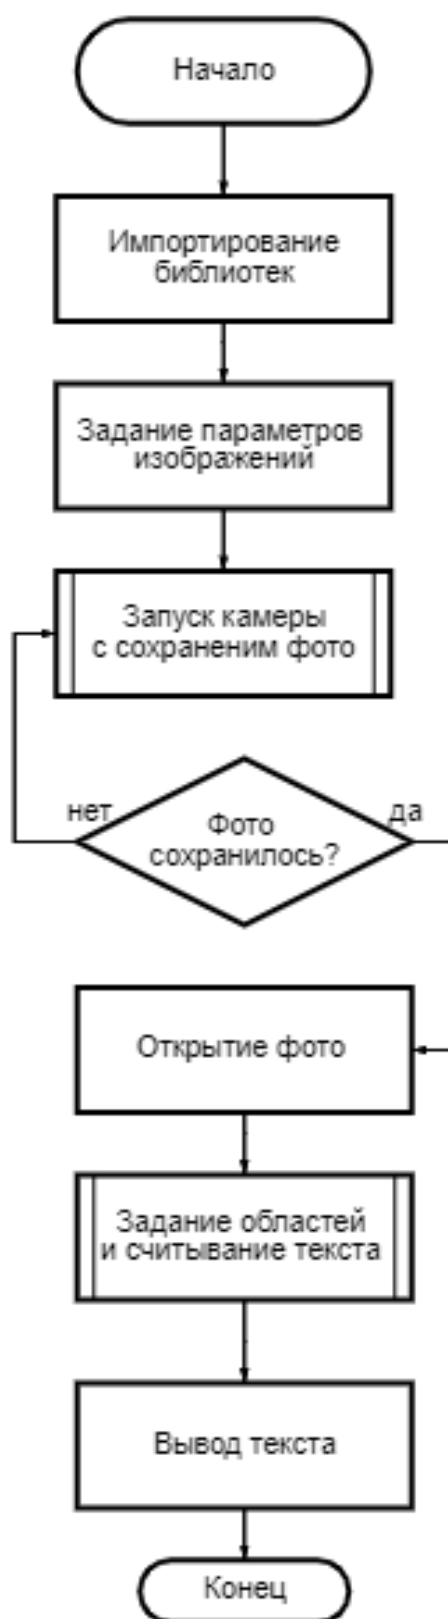 Начало
Импортирование
библиотек
Задание параметров
изображений
Запуск камеры
с сохраненим фото
нет
да
Фото
сохранилось?
Открытие фото
Задание областей
и считывание текста
Вывод текста
Конец